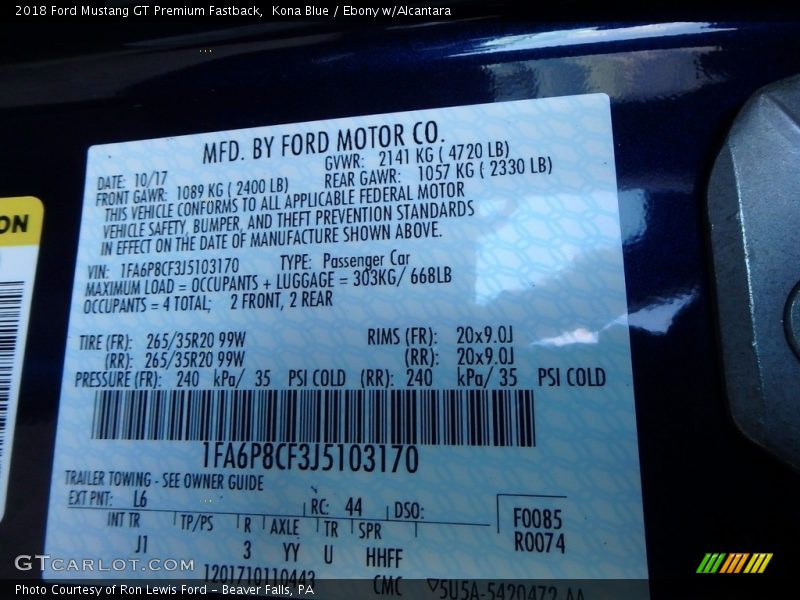 2018 Ford Mustang GT Premium Fastback, Kona Blue / Ebony w/Alcantara
MFD. BY FORD MOTOR CO.
DATE: 10/17 GVWR: 2141 KG ( 4720 LB)
FRONT GAWR: 1089 KG ( 2400 LB) REAR GAWR: 1057 KG ( 2330 LB)
THIS VEHICLE CONFORMS TO ALL APPLICABLE FEDERAL MOTOR
VEHICLE SAFETY, BUMPER, AND THEFT PREVENTION STANDARDS
IN EFFECT ON THE DATE OF MANUFACTURE SHOWN ABOVE.
VIN: 1FA6P8CF3J5103170 TYPE: Passenger Car
MAXIMUM LOAD = OCCUPANTS + LUGGAGE = 303KG/ 668LB
OCCUPANTS = 4 TOTAL; 2 FRONT, 2 REAR
TIRE (FR): 265/35R20 99W RIMS (FR): 20x9.0J
(RR): 265/35R20 99W (RR): 20x9.0J
PRESSURE (FR): 240 kPa/ 35 PSI COLD (RR): 240 kPa/ 35 PSI COLD
1FA6P8CF3J5103170
TRAILER TOWING - SEE OWNER GUIDE
EXT PNT: L6 RC: 44 DSO:
INT TR TP/PS R AXLE TR SPR F0085
J1 3 YY U HHFF R0074
1201710110443 CMC 5U5A-5420472-AA
ON
GTCARLOT.COM
Photo Courtesy of Ron Lewis Ford - Beaver Falls, PA